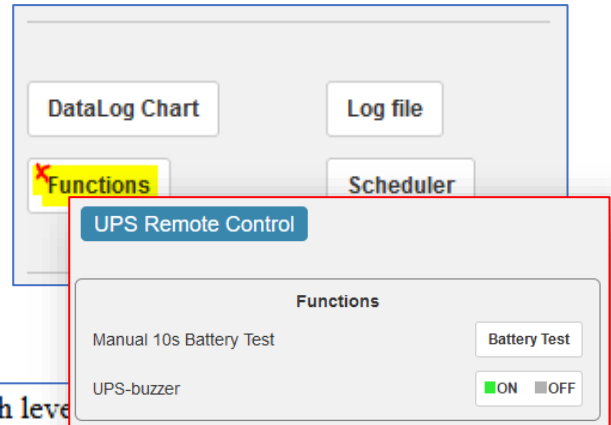 DataLog Chart
Log file
Functions
Scheduler
UPS Remote Control
Functions
Manual 10s Battery Test
Battery Test
UPS-buzzer
ON OFF